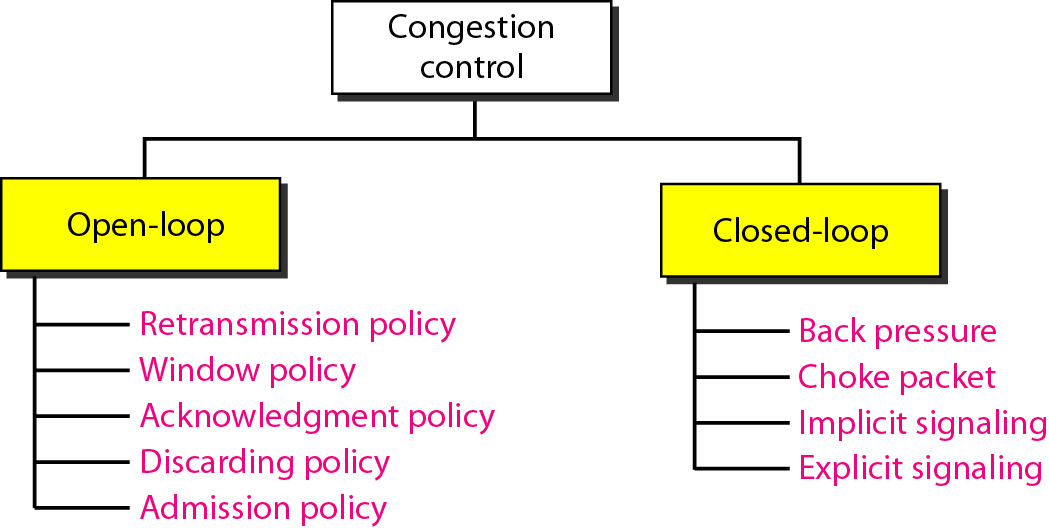 Congestion
control
Open-loop
Closed-loop
Retransmission policy
Window policy
Acknowledgment policy
Discarding policy
Admission policy
Back pressure
Choke packet
Implicit signaling
Explicit signaling